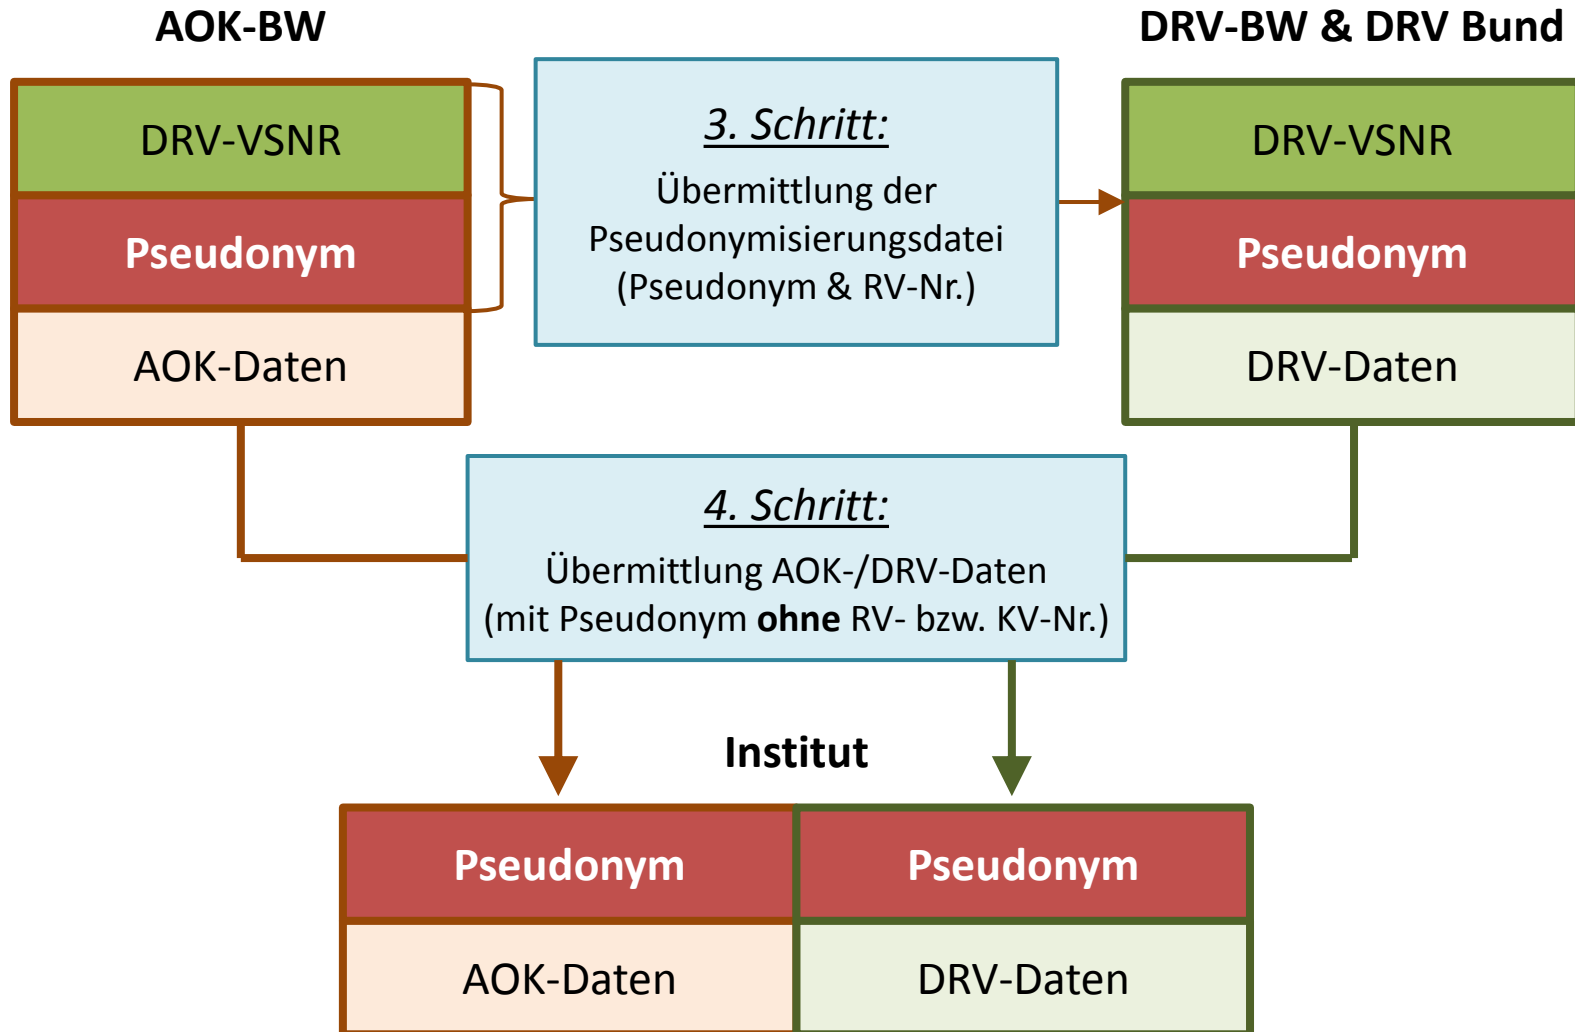 AOK-BW
DRV-BW & DRV Bund
DRV-VSNR
Pseudonym
AOK-Daten
3. Schritt:
Übermittlung der
Pseudonymisierungsdatei
(Pseudonym & RV-Nr.)
DRV-VSNR
Pseudonym
DRV-Daten
4. Schritt:
Übermittlung AOK-/DRV-Daten
(mit Pseudonym ohne RV- bzw. KV-Nr.)
Institut
Pseudonym
Pseudonym
AOK-Daten
DRV-Daten